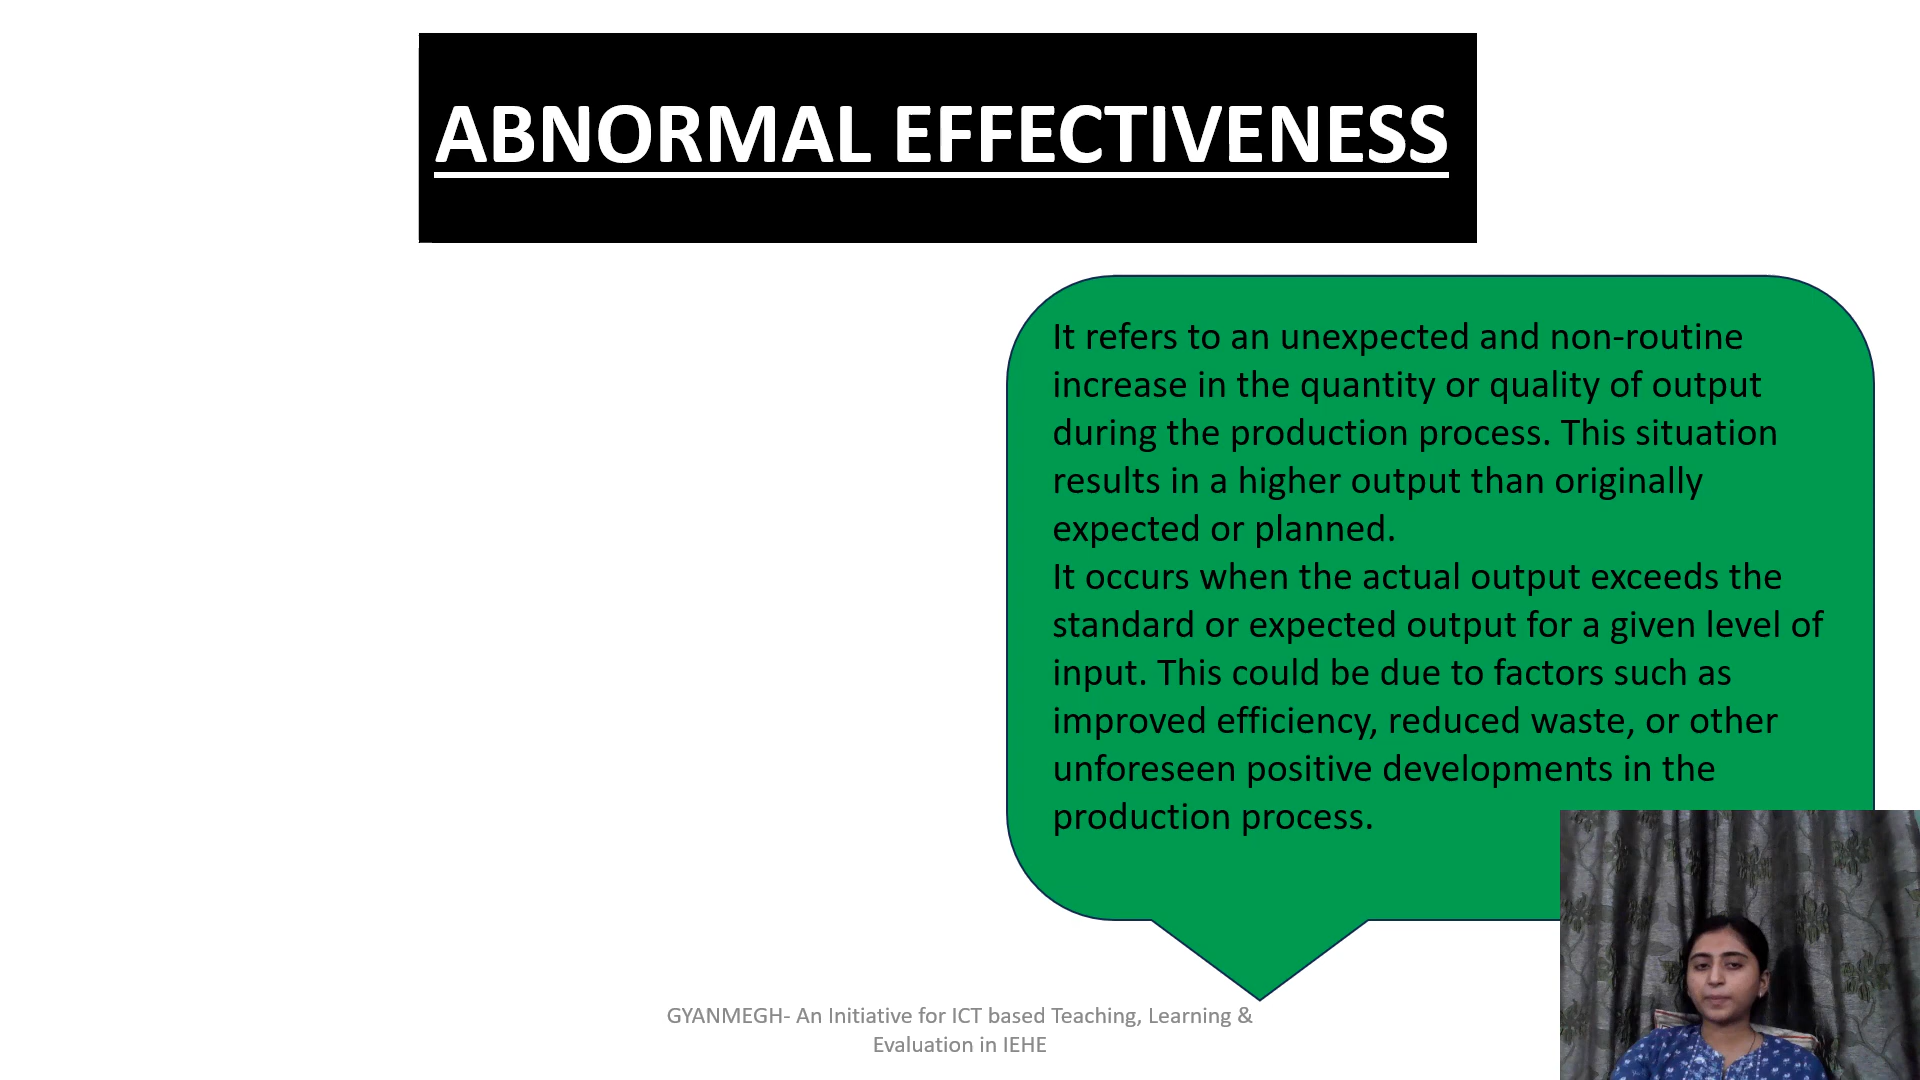 ABNORMAL EFFECTIVENESS
It refers to an unexpected and non-routine
increase in the quantity or quality of output
during the production process. This situation
results in a higher output than originally
expected or planned.
It occurs when the actual output exceeds the
standard or expected output for a given level of
input. This could be due to factors such as
improved efficiency, reduced waste, or other
unforeseen positive developments in the
production process.
GYANMEGH- An Initiative for ICT based Teaching, Learning &
Evaluation in IEHE